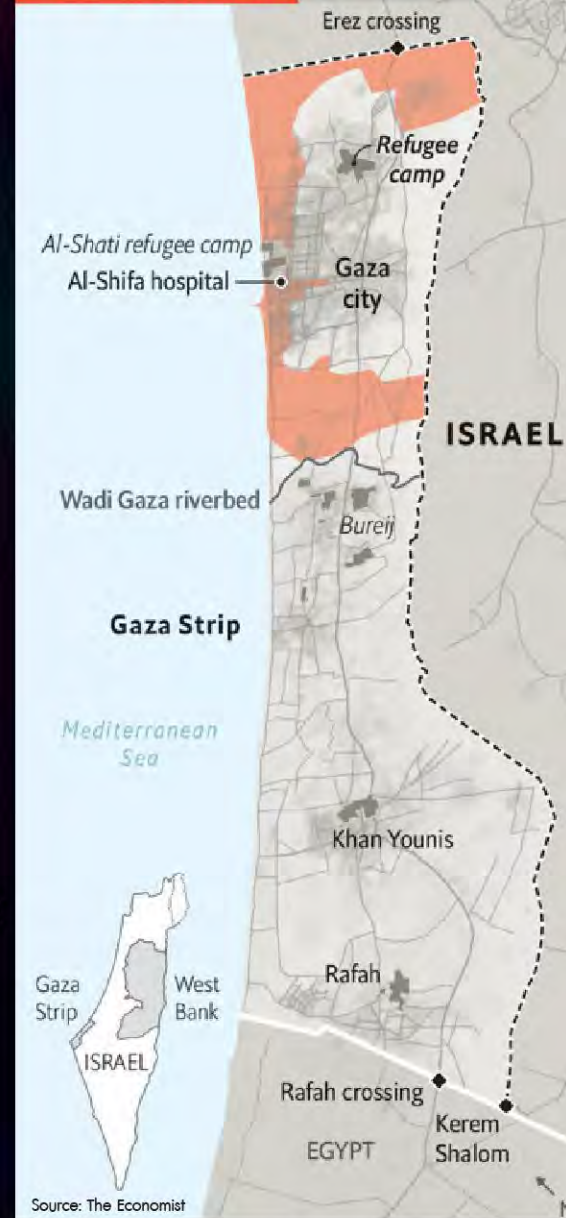 Erez crossing
Refugee
camp
Al-Shati refugee camp
Al-Shifa hospital
Gaza
city
ISRAEL
Wadi Gaza riverbed
Bureij
Gaza Strip
Mediterranean
Sea
Khan Younis
Gaza
Strip
West
Bank
ISRAEL
Rafah
Rafah crossing
Kerem
Shalom
EGYPT
Source: The Economist